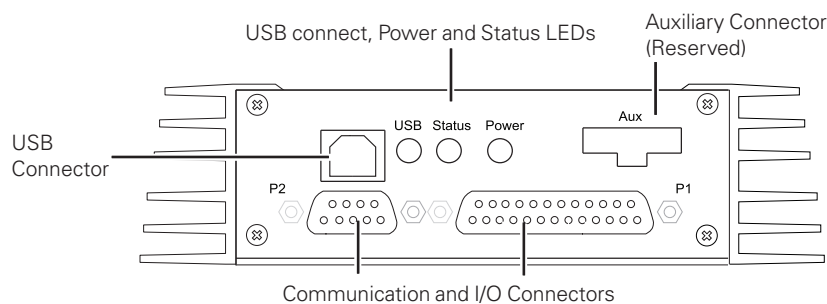 USB connect, Power and Status LEDs
Auxiliary Connector
(Reserved)
USB
Connector
USB Status Power
Aux
P2
P1
Communication and I/O Connectors